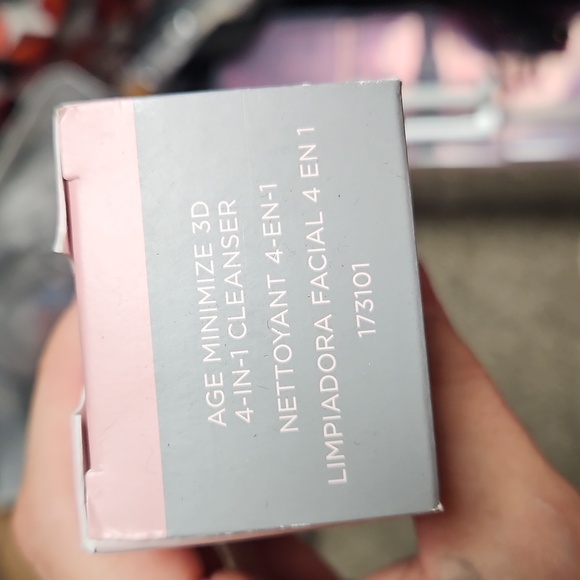 AGE MINIMIZE 3D
4-IN-1 CLEANSER
NETTOYANT 4-EN-1
LIMPIADORA FACIAL 4 EN 1
173101